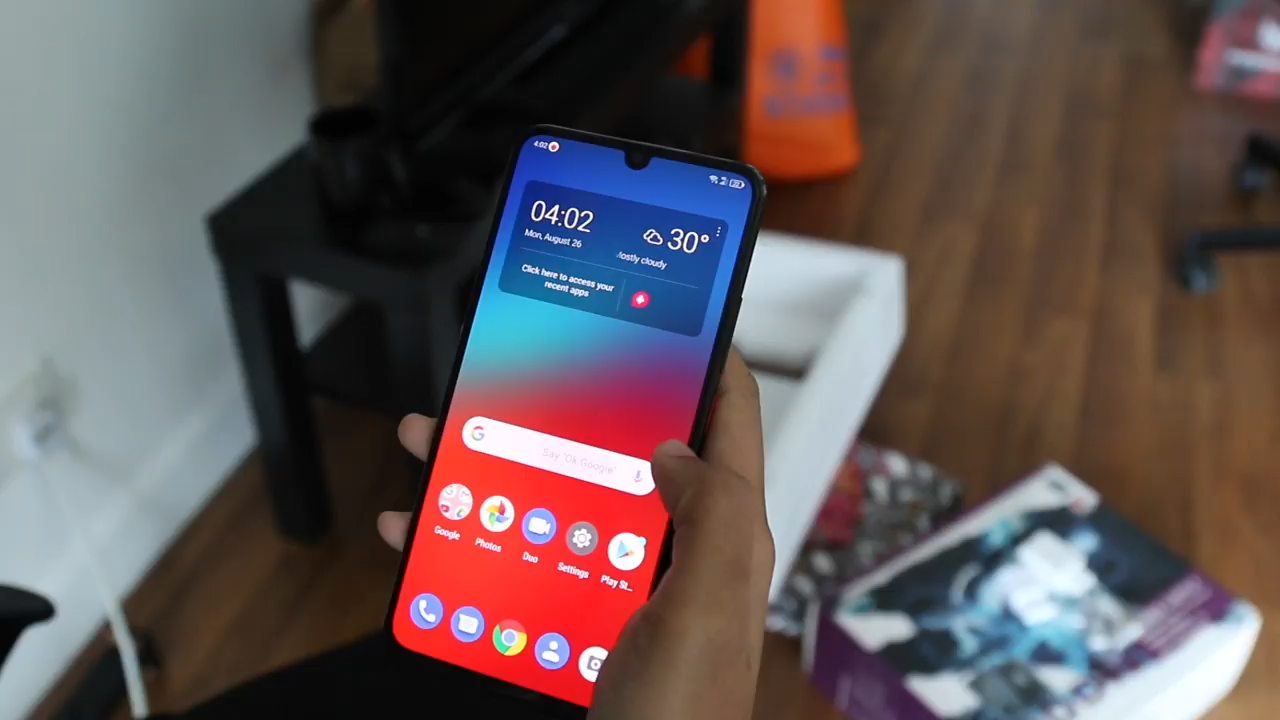 4:02
04:02
Mon, August 26
30°
lostly cloudy
Click here to access your
recent apps
G
Say "Ok Google"
Google
Photos
Duo
Settings
Play St...